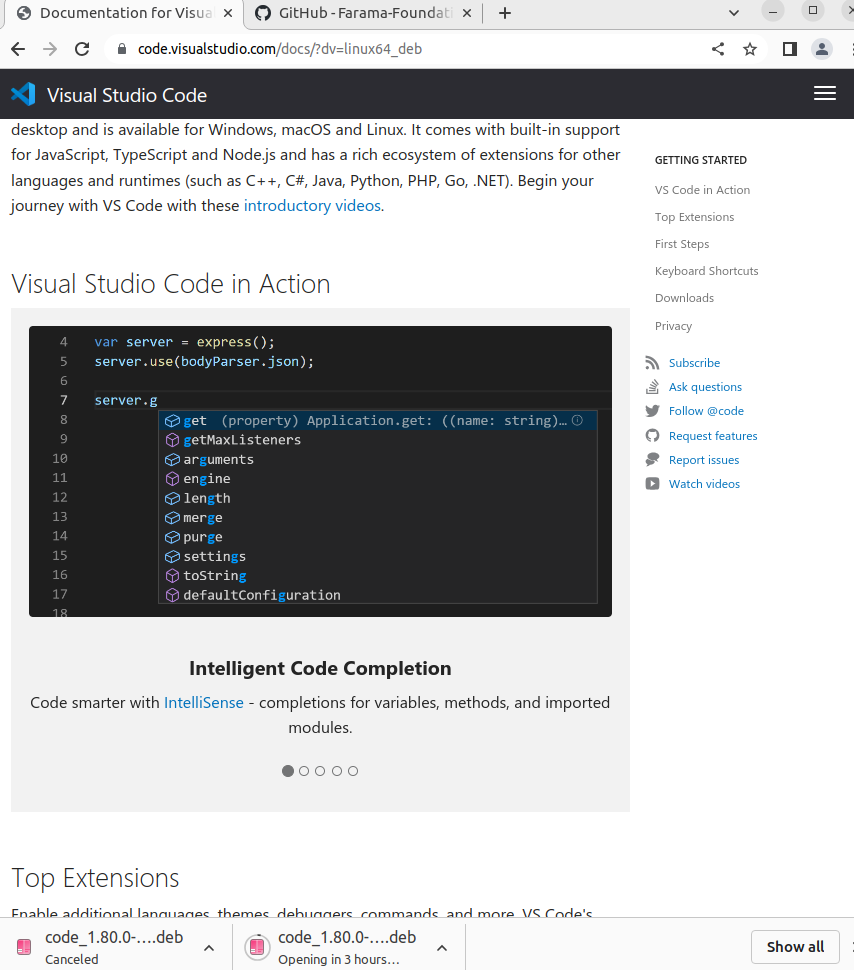 Documentation for Visua
GitHub - Farama-Foundati
code.visualstudio.com/docs/?dv=linux64_deb
Visual Studio Code
desktop and is available for Windows, macOS and Linux. It comes with built-in support
for JavaScript, TypeScript and Node.js and has a rich ecosystem of extensions for other
languages and runtimes (such as C++, C#, Java, Python, PHP, Go, .NET). Begin your
journey with VS Code with these introductory videos.
Visual Studio Code in Action
4 var server = express();
5 server.use(bodyParser.json);
6
7 server.g
8 get (property) Application.get: ((name: string)…
9 getMaxListeners
10 arguments
11 engine
12 length
13 merge
14 purge
15 settings
16 toString
17 defaultConfiguration
18
Intelligent Code Completion
Code smarter with IntelliSense - completions for variables, methods, and imported
modules.
Top Extensions
Enable additional languages, themes, debuggers, commands, and more. VS Code's
GETTING STARTED
VS Code in Action
Top Extensions
First Steps
Keyboard Shortcuts
Downloads
Privacy
Subscribe
Ask questions
Follow @code
Request features
Report issues
Watch videos
code_1.80.0-….deb
Canceled
code_1.80.0-….deb
Opening in 3 hours…
Show all